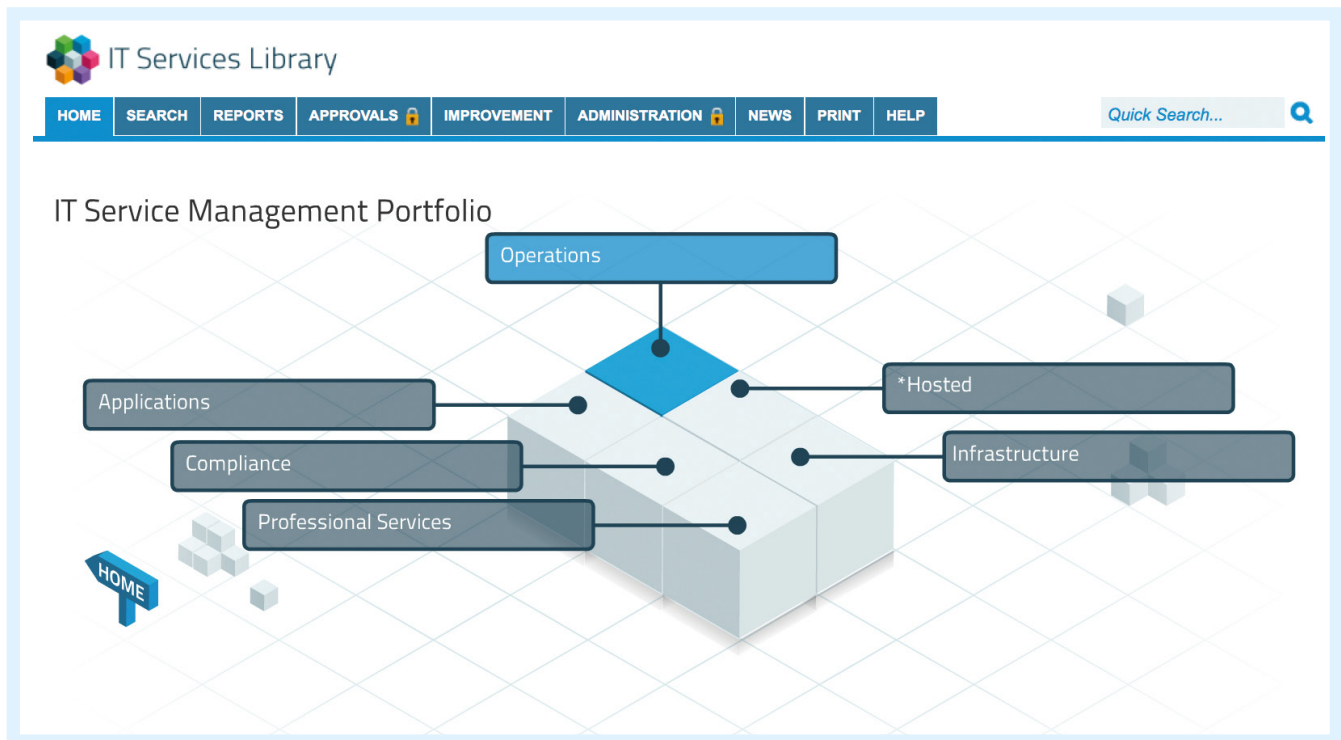 IT Services Library
HOME SEARCH REPORTS APPROVALS IMPROVEMENT ADMINISTRATION NEWS PRINT HELP Quick Search...
IT Service Management Portfolio
Operations
*Hosted
Applications
Infrastructure
Compliance
Professional Services
HOME